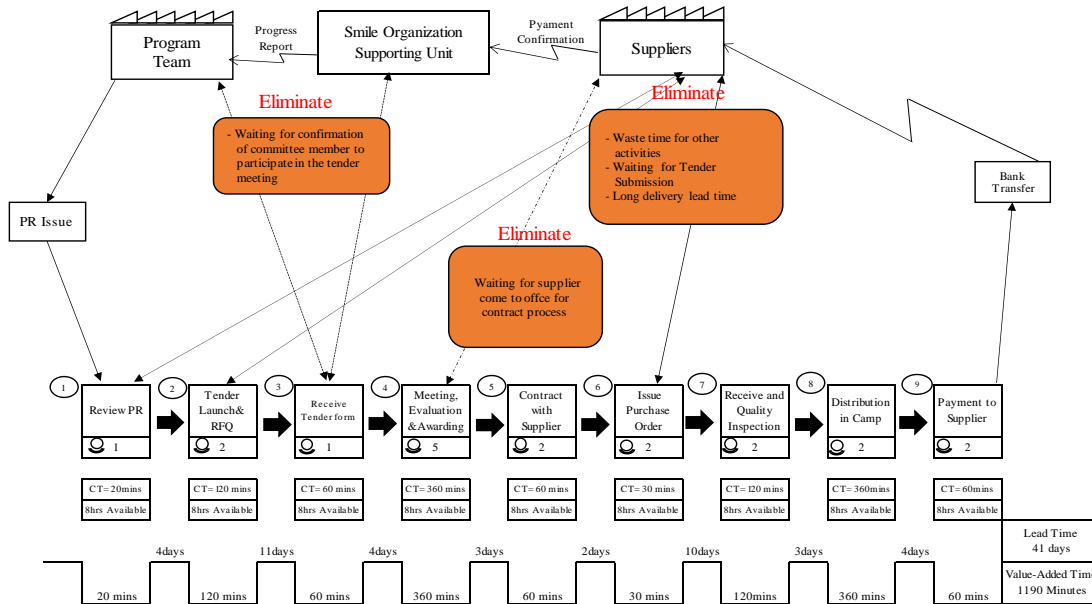 Program
Team
Progress
Report
Smile Organization
Supporting Unit
Pyament
Confirmation
Suppliers
Eliminate
- Waiting for confirmation
of committee member to
participate in the tender
meeting
Eliminate
- Waste time for other
activities
- Waiting for Tender
Submission
- Long delivery lead time
Bank
Transfer
PR Issue
Eliminate
Waiting for supplier
come to offce for
contract process
1
Review PR
1
2
Tender
Launch&
RFQ
2
3
Receive
Tender form
1
4
Meeting,
Evaluation
&Awarding
5
5
Contract
with
Supplier
2
6
Issue
Purchase
Order
2
7
Receive and
Quality
Inspection
2
8
Distribution
in Camp
2
9
Payment to
Supplier
2
CT= 20mins
8hrs Available
CT= 120 mins
8hrs Available
CT= 60 mins
8hrs Available
CT= 360 mins
8hrs Available
CT= 60 mins
8hrs Available
CT= 30 mins
8hrs Available
CT= 120 mins
8hrs Available
CT= 360mins
8hrs Available
CT= 60mins
8hrs Available
4days
11days
4days
3days
2days
10days
3days
4days
Lead Time
41 days
20 mins
120 mins
60 mins
360 mins
60 mins
30 mins
120mins
360 mins
60 mins
Value-Added Time
1190 Minutes